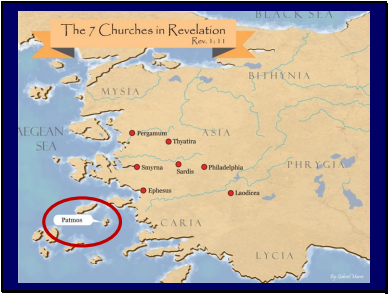 The 7 Churches in Revelation
Rev. 1:11
BLACK SEA
BITHYNIA
MYSIA
AEGEAN
SEA
Pergamum
ASIA
Thyatira
Smyrna
Sardis
Philadelphia
PHRYGIA
Ephesus
Laodicea
Patmos
CARIA
LYCIA